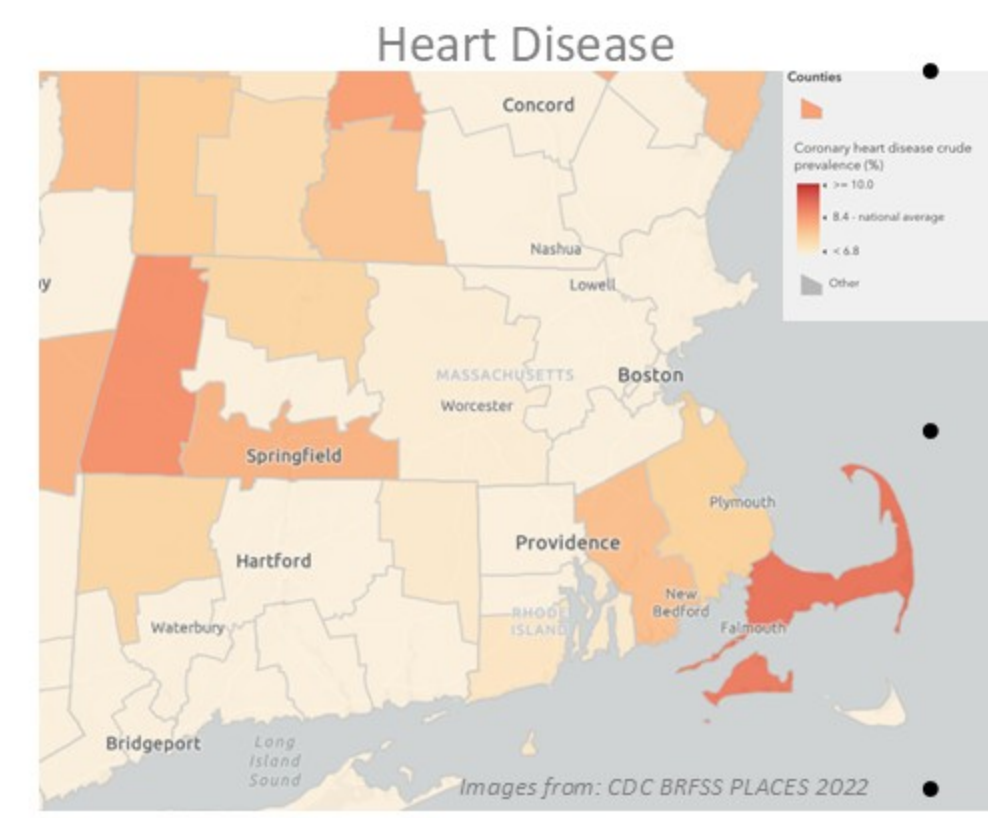 Heart Disease
Counties
Coronary heart disease crude
prevalence (%)
>= 10.0
8.4 - national average
< 6.8
Other
Concord
Nashua
Lowell
y
MASSACHUSETTS
Boston
Worcester
Springfield
Plymouth
Providence
Hartford
New
Bedford
RHODE
ISLAND
Waterbury
Falmouth
Bridgeport
Long
Island
Sound
Images from: CDC BRFSS PLACES 2022